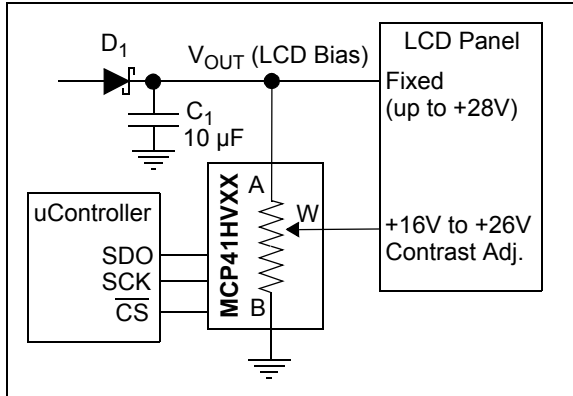 D1
VOUT (LCD Bias)
LCD Panel
Fixed
(up to +28V)
C1
10 µF
uController
SDO
SCK
CS
MCP41HVXX
A
W
B
+16V to +26V
Contrast Adj.